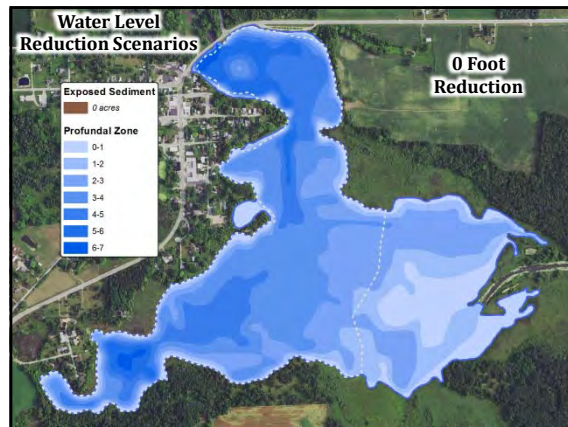 Water Level
Reduction Scenarios
0 Foot
Reduction
Exposed Sediment
0 acres
Profundal Zone
0-1
1-2
2-3
3-4
4-5
5-6
6-7